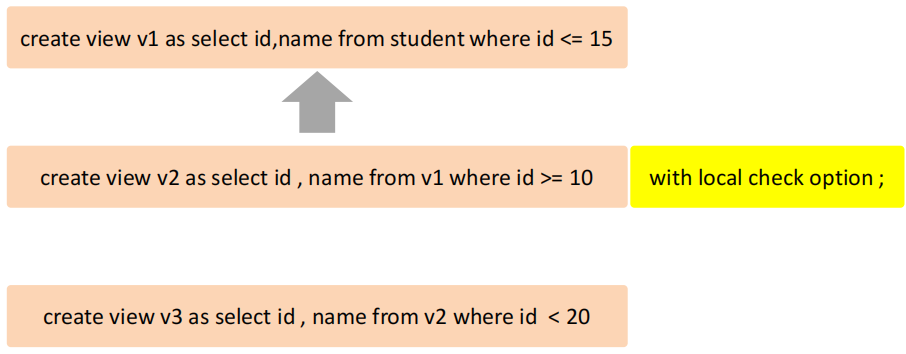 create view v1 as select id,name from student where id <= 15
create view v2 as select id , name from v1 where id >= 10 with local check option ;
create view v3 as select id , name from v2 where id < 20